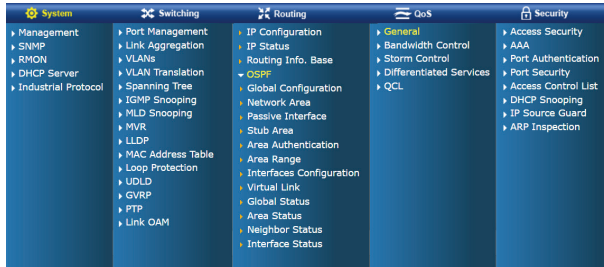 System
Management
SNMP
RMON
DHCP Server
Industrial Protocol
Switching
Port Management
Link Aggregation
VLANs
VLAN Translation
Spanning Tree
IGMP Snooping
MLD Snooping
MVR
LLDP
MAC Address Table
Loop Protection
UDLD
GVRP
PTP
Link OAM
Routing
IP Configuration
IP Status
Routing Info. Base
OSPF
Global Configuration
Network Area
Passive Interface
Stub Area
Area Authentication
Area Range
Interfaces Configuration
Virtual Link
Global Status
Area Status
Neighbor Status
Interface Status
QoS
General
Bandwidth Control
Storm Control
Differentiated Services
QCL
Security
Access Security
AAA
Port Authentication
Port Security
Access Control List
DHCP Snooping
IP Source Guard
ARP Inspection